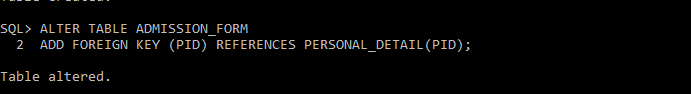 SQL> ALTER TABLE ADMISSION_FORM
2 ADD FOREIGN KEY (PID) REFERENCES PERSONAL_DETAIL(PID);
Table altered.